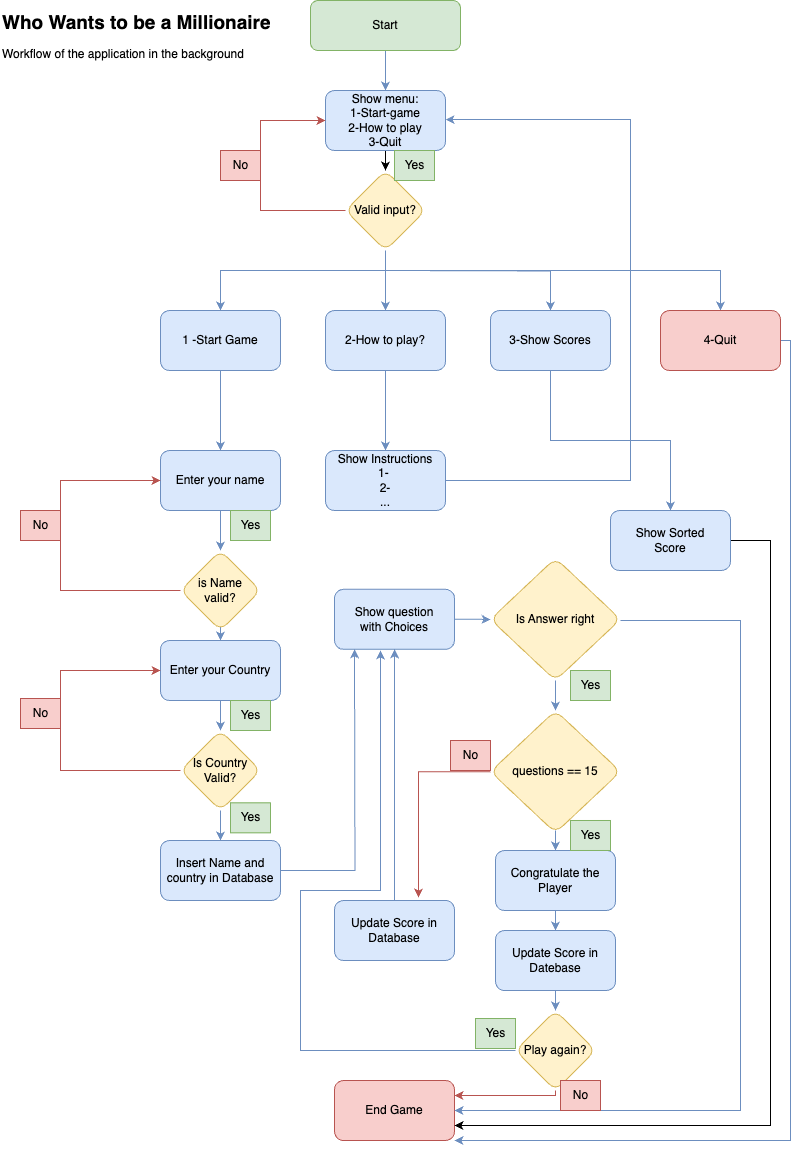 Who Wants to be a Millionaire
Workflow of the application in the background
Start
Show menu:
1-Start-game
2-How to play
3-Quit
No
Yes
Valid input?
1 -Start Game
2-How to play?
3-Show Scores
4-Quit
Enter your name
Show Instructions
1-
2-
...
No
Yes
Show Sorted
Score
is Name
valid?
Show question
with Choices
Is Answer right
Enter your Country
Yes
No
Yes
Is Country
Valid?
No
questions == 15
Yes
Yes
Insert Name and
country in Database
Congratulate the
Player
Update Score in
Database
Update Score in
Datebase
Yes
Play again?
No
End Game